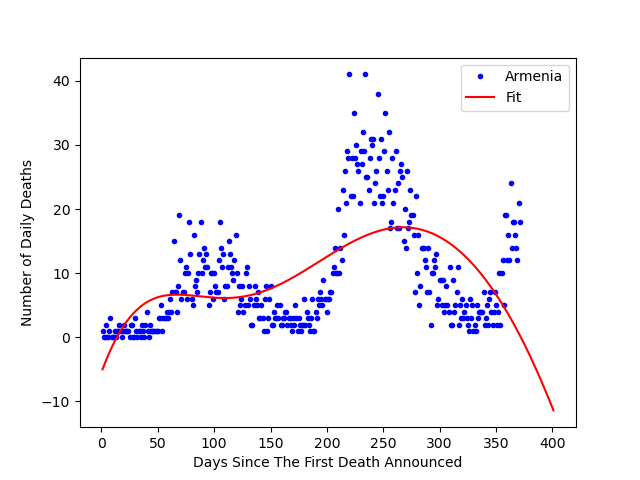 Armenia
Fit
40
30
20
10
0
−10
Number of Daily Deaths
0 50 100 150 200 250 300 350 400
Days Since The First Death Announced